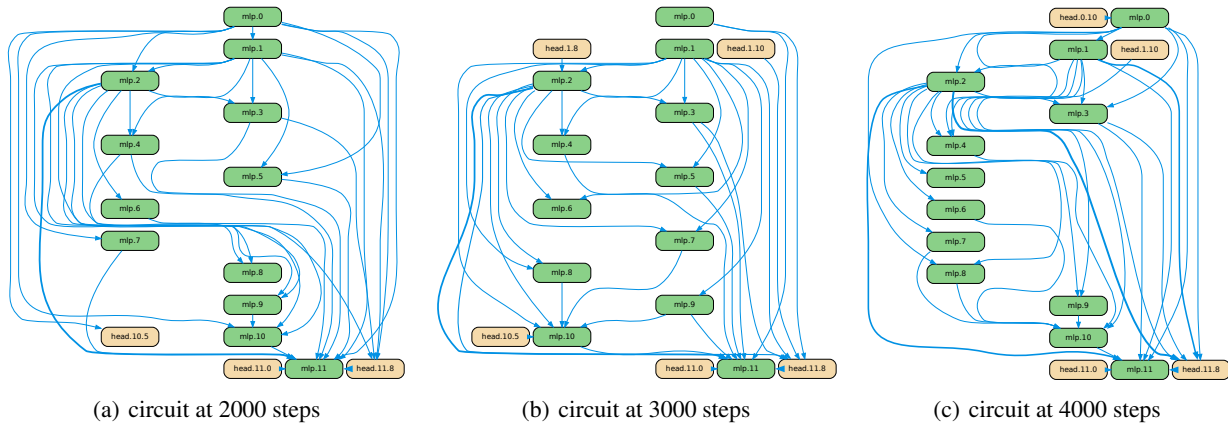 mlp.0
mlp.1
mlp.2
mlp.3
mlp.4
mlp.5
mlp.6
mlp.7
mlp.8
mlp.9
head.10.5
mlp.10
head.11.0
mlp.11
head.11.8
(a) circuit at 2000 steps
mlp.0
head.1.8
mlp.1
head.1.10
mlp.2
mlp.3
mlp.4
mlp.5
mlp.6
mlp.7
mlp.8
mlp.9
head.10.5
mlp.10
head.11.0
mlp.11
head.11.8
(b) circuit at 3000 steps
head.0.10
mlp.0
mlp.1
head.1.10
mlp.2
mlp.3
mlp.4
mlp.5
mlp.6
mlp.7
mlp.8
mlp.9
mlp.10
head.11.0
mlp.11
head.11.8
(c) circuit at 4000 steps